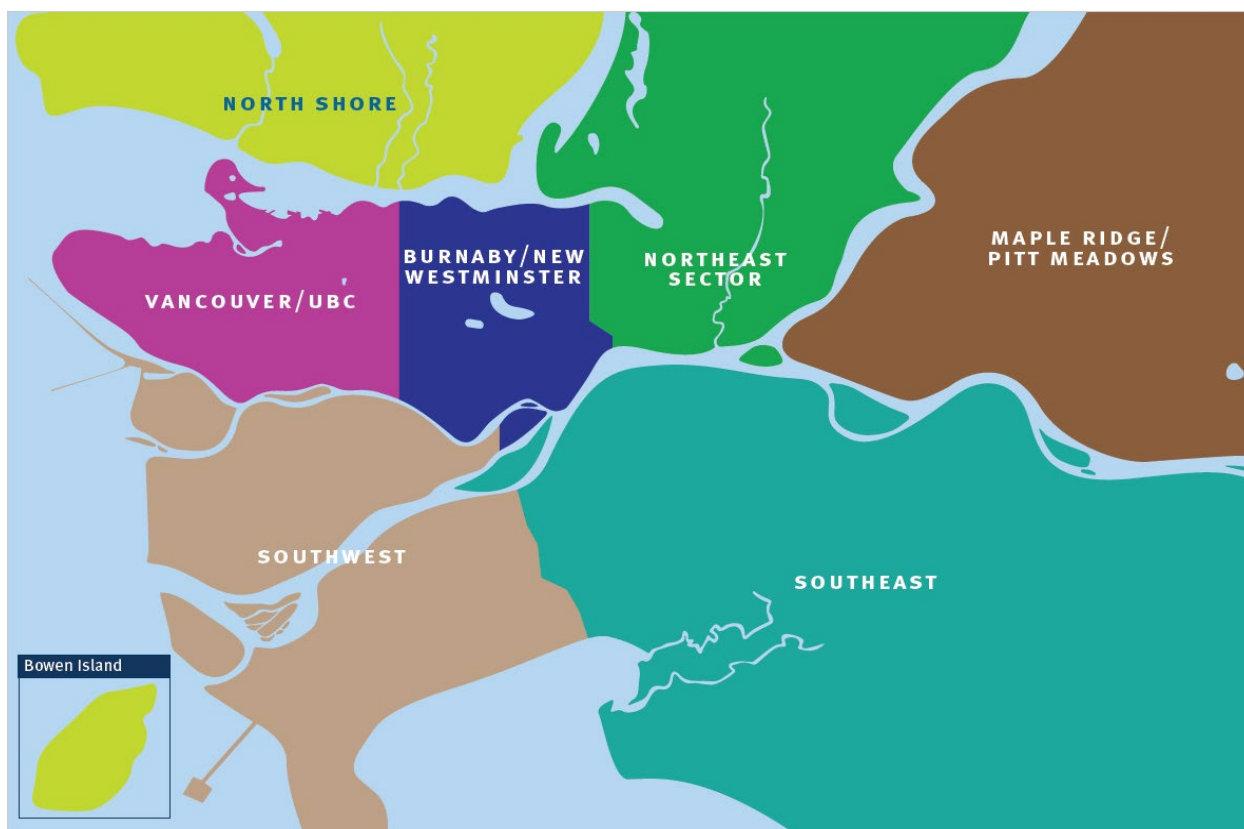 NORTH SHORE
VANCOUVER/UBC
BURNABY/NEW
WESTMINSTER
NORTHEAST
SECTOR
MAPLE RIDGE/
PITT MEADOWS
SOUTHWEST
SOUTHEAST
Bowen Island